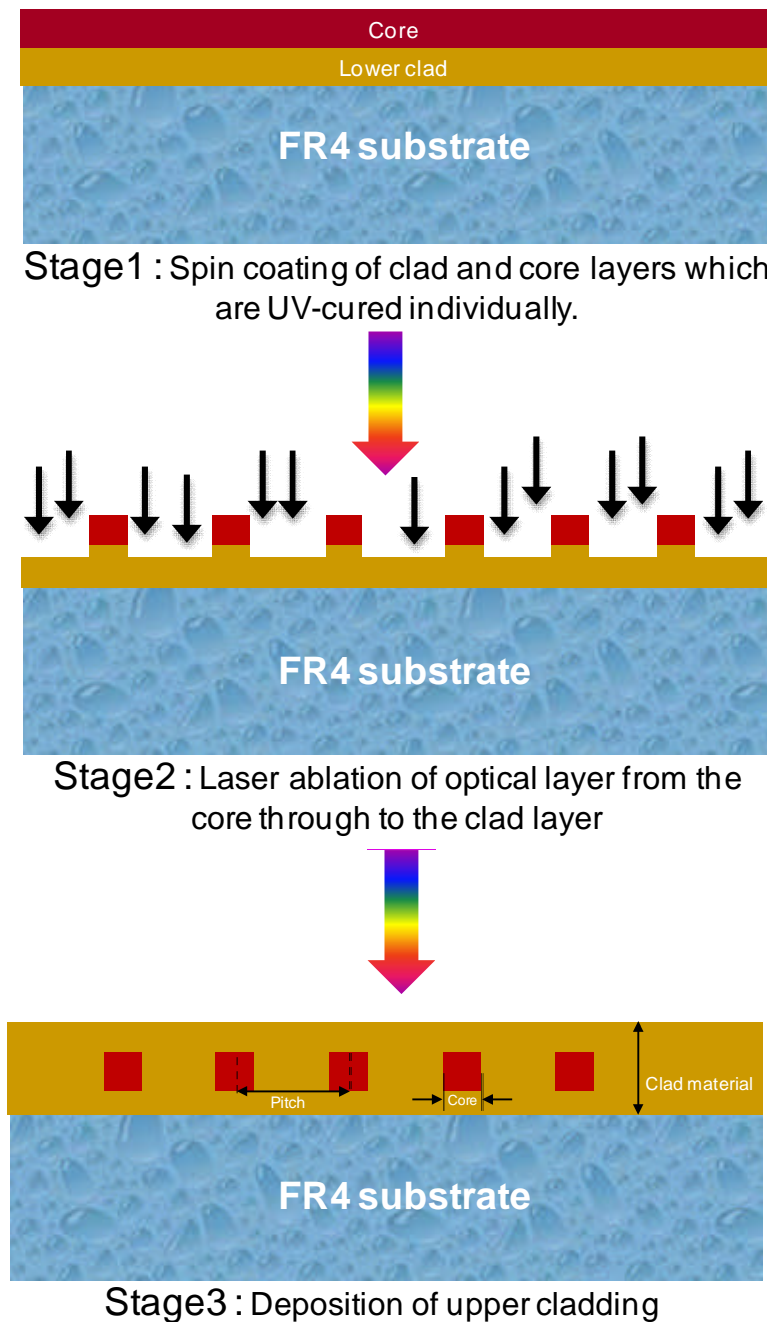 Core
Lower clad
FR4 substrate
Stage1 : Spin coating of clad and core layers which
are UV-cured individually.
FR4 substrate
Stage2 : Laser ablation of optical layer from the
core through to the clad layer
Pitch
Core
Clad material
FR4 substrate
Stage3 : Deposition of upper cladding